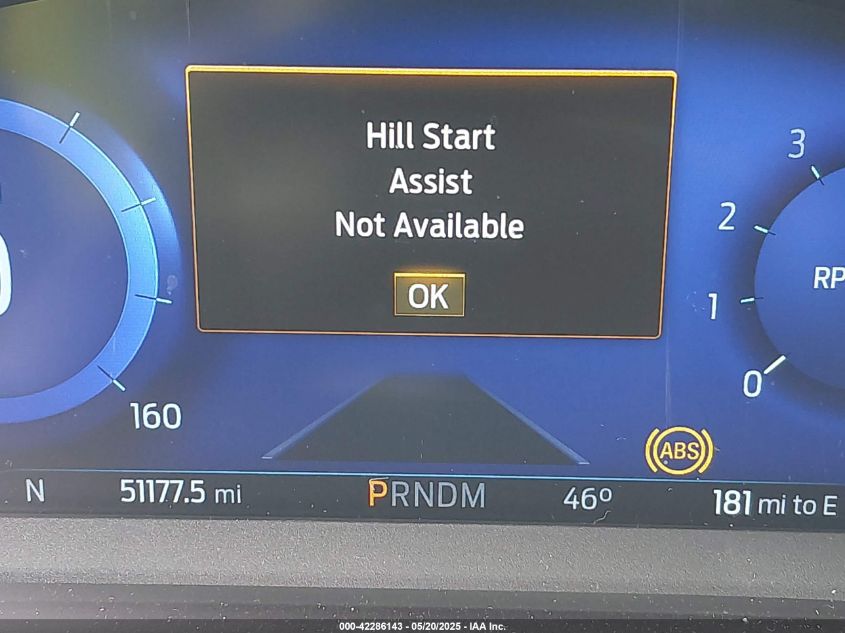 Hill Start
Assist
Not Available
OK
3
2
1
0
RP
160
ABS
N 51177.5 mi PRNDM 46º 181 mi to E
000-42286143 - 05/20/2025 - IAA Inc.